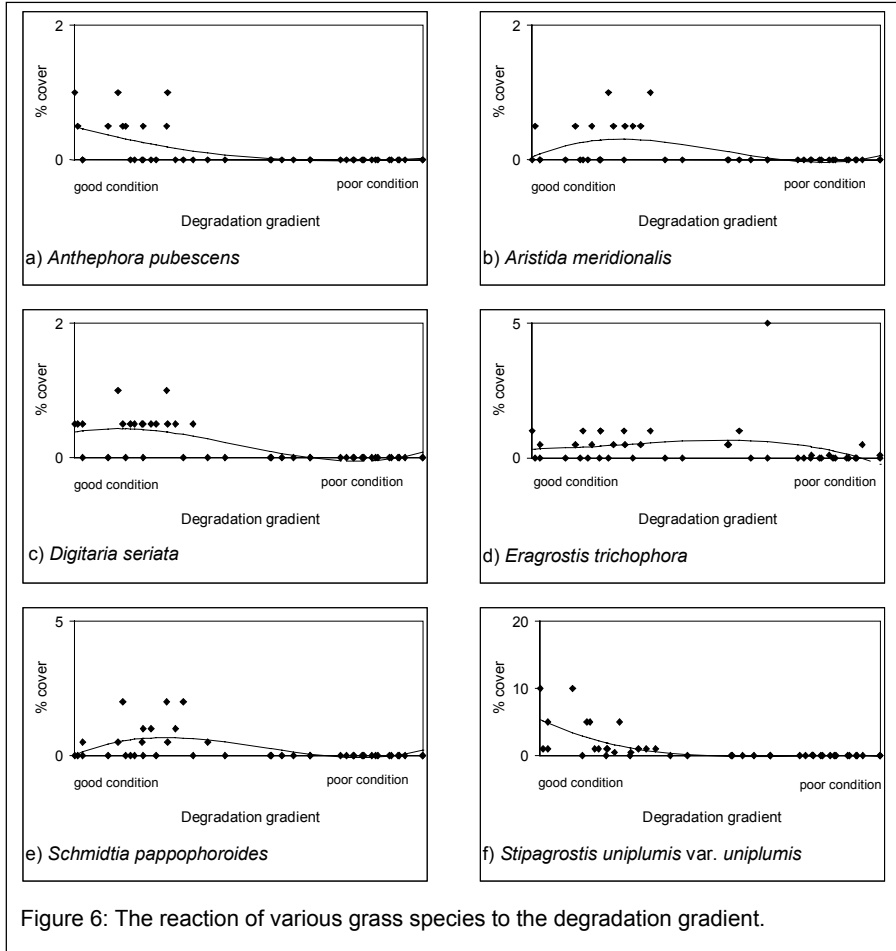 2
% cover
0
good condition
poor condition
Degradation gradient
a) Anthephora pubescens
2
% cover
0
good condition
poor condition
Degradation gradient
b) Aristida meridionalis
2
% cover
0
good condition
poor condition
Degradation gradient
c) Digitaria seriata
5
% cover
0
good condition
poor condition
Degradation gradient
d) Eragrostis trichophora
5
% cover
0
good condition
poor condition
Degradation gradient
e) Schmidtia pappophoroides
20
% cover
10
0
good condition
poor condition
Degradation gradient
f) Stipagrostis uniplumis var. uniplumis
Figure 6: The reaction of various grass species to the degradation gradient.